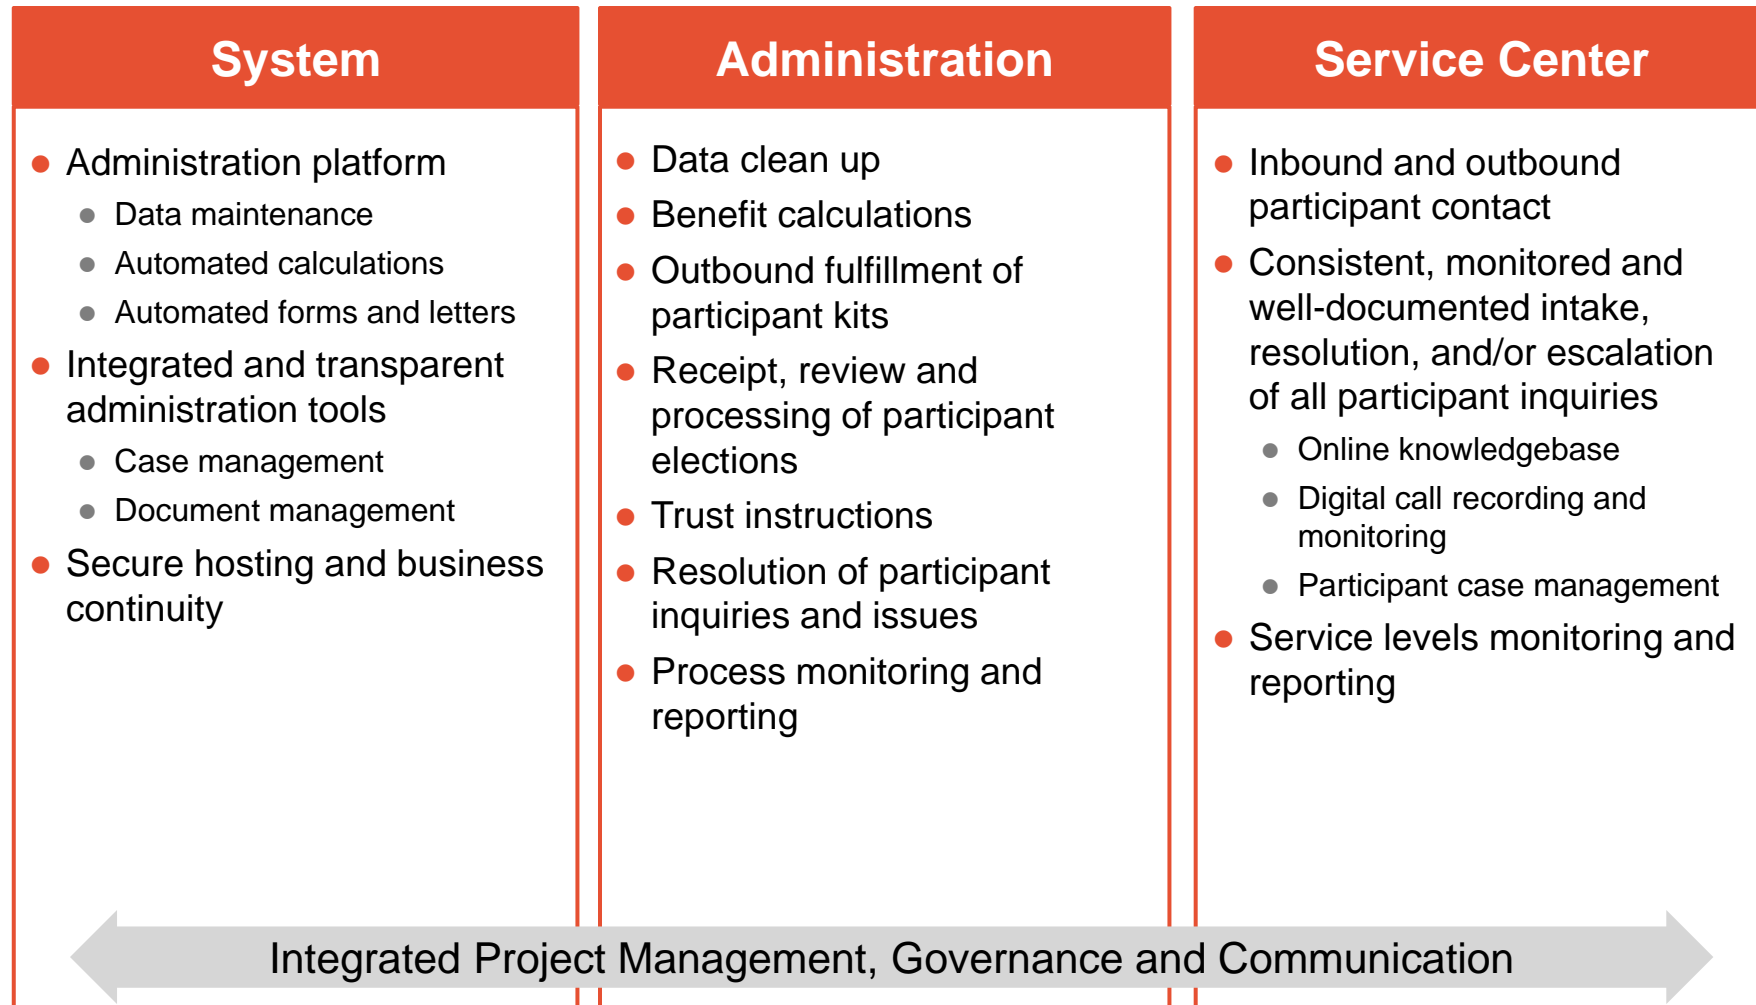 System
Administration platform
Data maintenance
Automated calculations
Automated forms and letters
Integrated and transparent
administration tools
Case management
Document management
Secure hosting and business
continuity
Administration
Data clean up
Benefit calculations
Outbound fulfillment of
participant kits
Receipt, review and
processing of participant
elections
Trust instructions
Resolution of participant
inquiries and issues
Process monitoring and
reporting
Service Center
Inbound and outbound
participant contact
Consistent, monitored and
well-documented intake,
resolution, and/or escalation
of all participant inquiries
Online knowledgebase
Digital call recording and
monitoring
Participant case management
Service levels monitoring and
reporting
Integrated Project Management, Governance and Communication